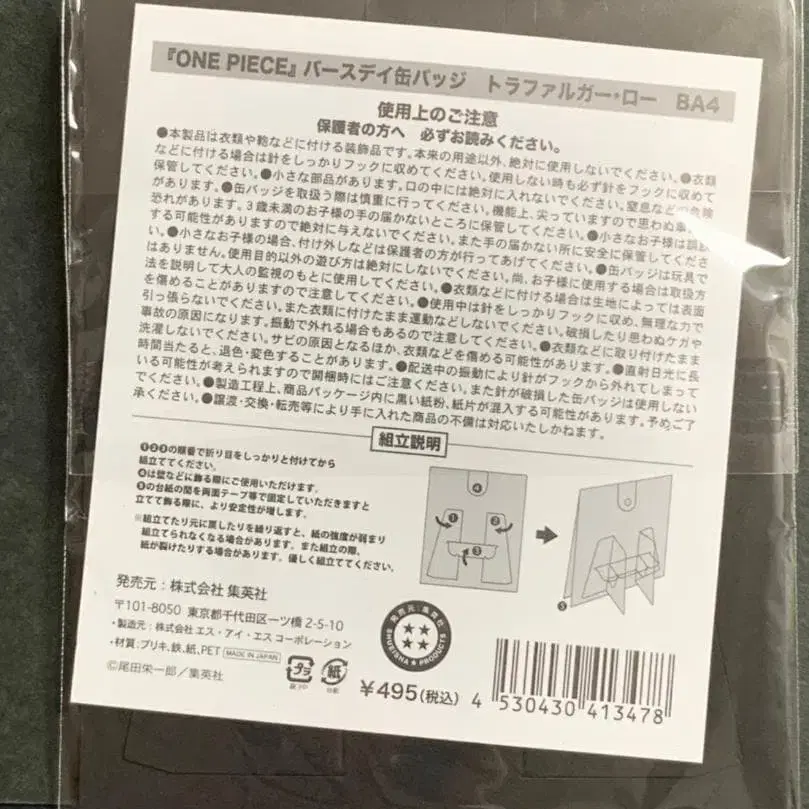 『ONE PIECE』バースデイ缶バッジ トラファルガー・ロー BA4
使用上のご注意
保護者の方へ 必ずお読みください。
●本製品は衣類や鞄などに付ける装飾品です。本来の用途以外、絶対に使用しないでください。●衣類
などに付ける場合は針をしっかりフックに収めてください。使用しない時も必ず針をフックに収めて
保管してください。●小さな部品があります。口の中には絶対に入れないでください。窒息などの危険
があります。●缶バッジを取扱う際は慎重に行ってください。機能上、尖っていますので思わぬ事故の
恐れがあります。3歳未満のお子様の手の届かないところに保管してください。●小さなお子様は誤飲
する可能性がありますので絶対に与えないでください。また手の届かない所に安全に保管してくださ
い。●小さなお子様の場合、付け外しなどは保護者の方が行ってあげてください。●缶バッジは玩具で
はありません。使用目的以外の遊び方は絶対にしないでください。尚、お子様に使用する場合は取扱方
法を説明して大人の監視のもとに使用してください。●衣類などに付ける場合は生地によっては表面
を傷めることがありますので注意してください。●使用中は針をしっかりフックに収め、無理な力で
引っ張らないでください。また衣類に付けたまま運動などしないでください。破損したり思わぬケガや
事故の原因になります。振動で外れる場合もあるので注意してください。●衣類などに取り付けたまま
洗濯しないでください。サビの原因となるほか、衣類などを傷める可能性があります。●直射日光に長
時間当たると、退色・変色することがあります。●配送中の振動により針がフックから外れてしまって
いる可能性が考えられますので開梱時にはご注意ください。また針が破損した缶バッジは使用しない
でください。●製造工程上、商品パッケージ内に黒い紙粉、紙片が混入する可能性があります。予めご了
承ください。●譲渡・交換・転売等により手に入れた商品の不備は対応いたしかねます。
組立説明
①②③の順番で折り目をしっかりと付けてから
組立ててください。
④は壁などに飾る際にご使用いただけます。
⑤の台紙の間を両面テープ等で固定していただきますと
立てて飾る際に、より安定性が増します。
※組立てたり元に戻したりを繰り返すと、紙の強度が弱まり
組立てられなくなる場合があります。また組立の際、
紙が裂けたりする場合があります。優しく組立ててください。
④
① ②
③
⑤
発売元：株式会社 集英社
〒101-8050 東京都千代田区一ツ橋 2-5-10
・製造元：株式会社 エス・アイ・エス コーポレーション
・材質：ブリキ,鉄,紙,PET MADE IN JAPAN
©尾田栄一郎／集英社
プラ
紙
発売元：集英社
SHUEISHA PRODUCTS
¥495(税込)
4 530430 413478